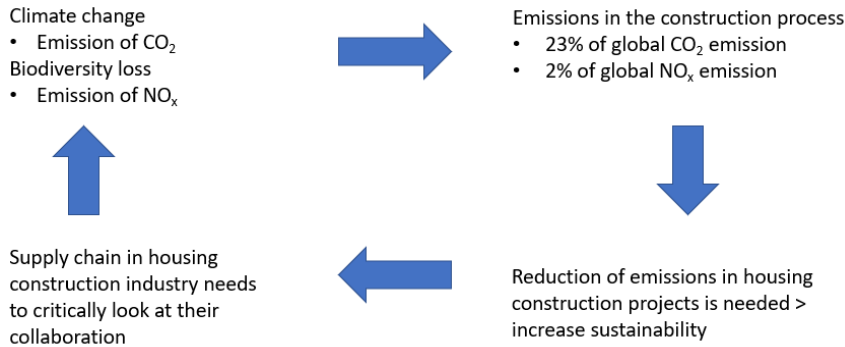 Climate change
• Emission of CO₂
Biodiversity loss
• Emission of NOₓ
Emissions in the construction process
• 23% of global CO₂ emission
• 2% of global NOₓ emission
Supply chain in housing
construction industry needs
to critically look at their
collaboration
Reduction of emissions in housing
construction projects is needed >
increase sustainability